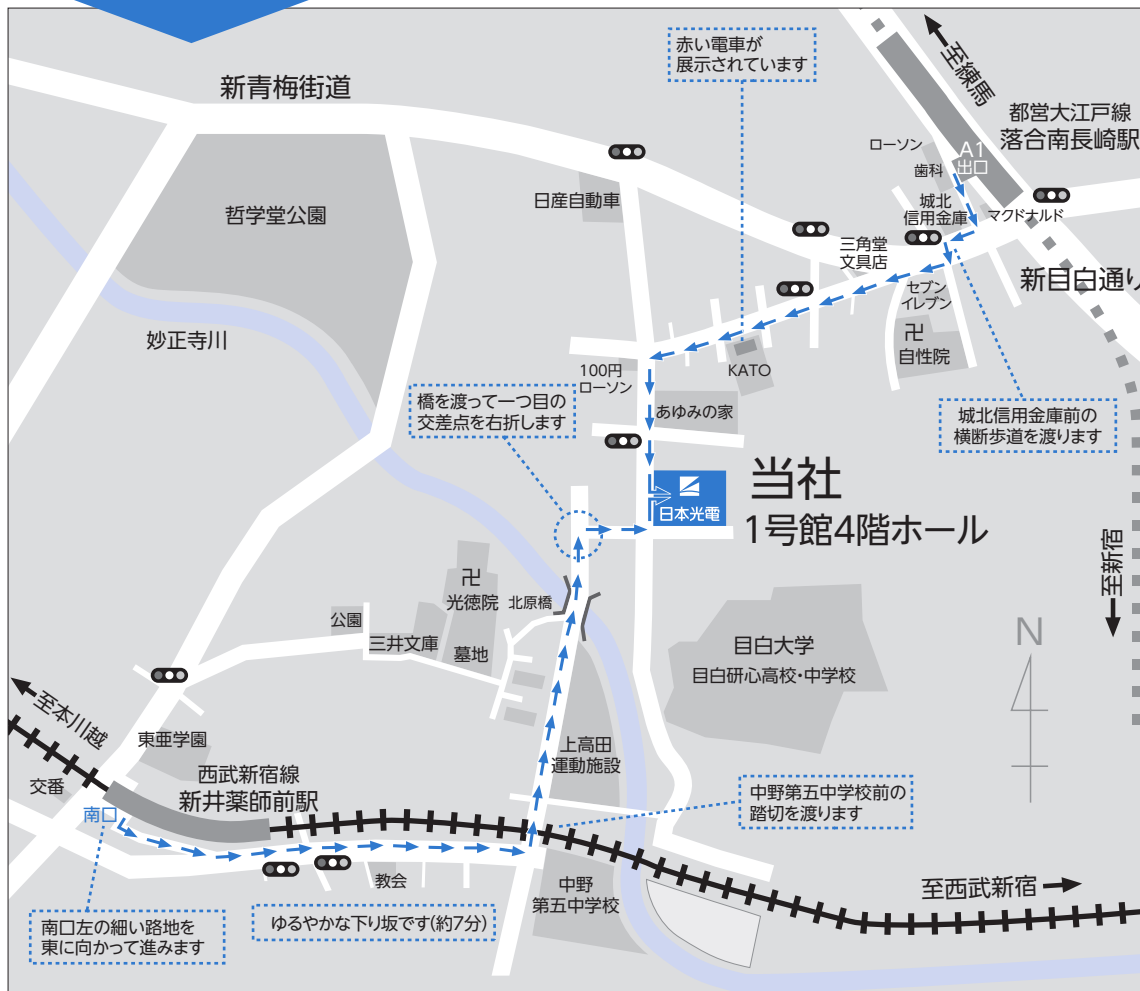 赤い電車が
展示されています
至練馬
新青梅街道
都営大江戸線
落合南長崎駅
ローソン
A1
出口
歯科
日産自動車
城北
信用金庫
マクドナルド
哲学堂公園
三角堂
文具店
新目白通り
セブン
イレブン
卍
自性院
妙正寺川
100円
ローソン
KATO
橋を渡って一つ目の
交差点を右折します
あゆみの家
城北信用金庫前の
横断歩道を渡ります
当社
1号館4階ホール
日本光電
至新宿
卍
光徳院
北原橋
公園
三井文庫
墓地
目白大学
目白研心高校・中学校
N
至本川越
東亜学園
上高田
運動施設
西武新宿線
新井薬師前駅
交番
南口
中野第五中学校前の
踏切を渡ります
教会
中野
第五中学校
至西武新宿
南口左の細い路地を
東に向かって進みます
ゆるやかな下り坂です(約7分)